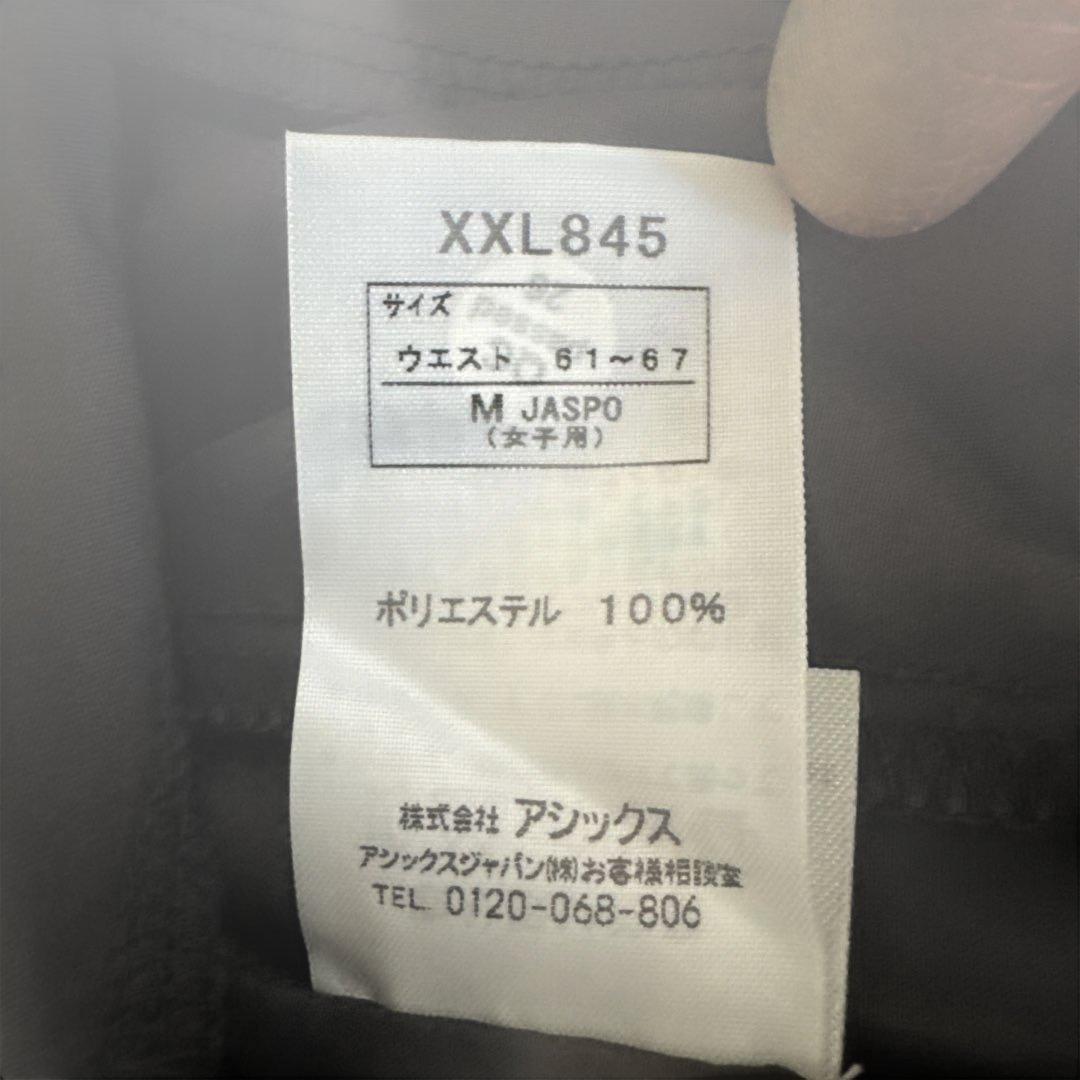 XXL845
サイズ
ウエスト 61~67
M JASPO
(女子用)
ポリエステル 100%
株式会社 アシックス
アシックスジャパン(株)お客様相談室
TEL. 0120-068-806